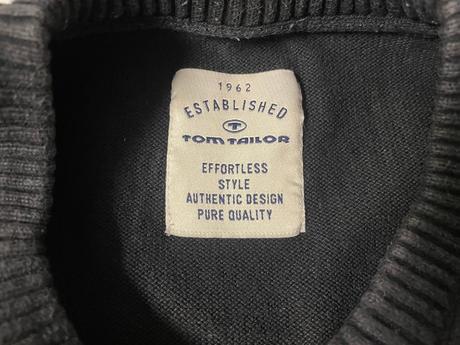 1962
ESTABLISHED
T
TOM TAILOR
EFFORTLESS
STYLE
AUTHENTIC DESIGN
PURE QUALITY